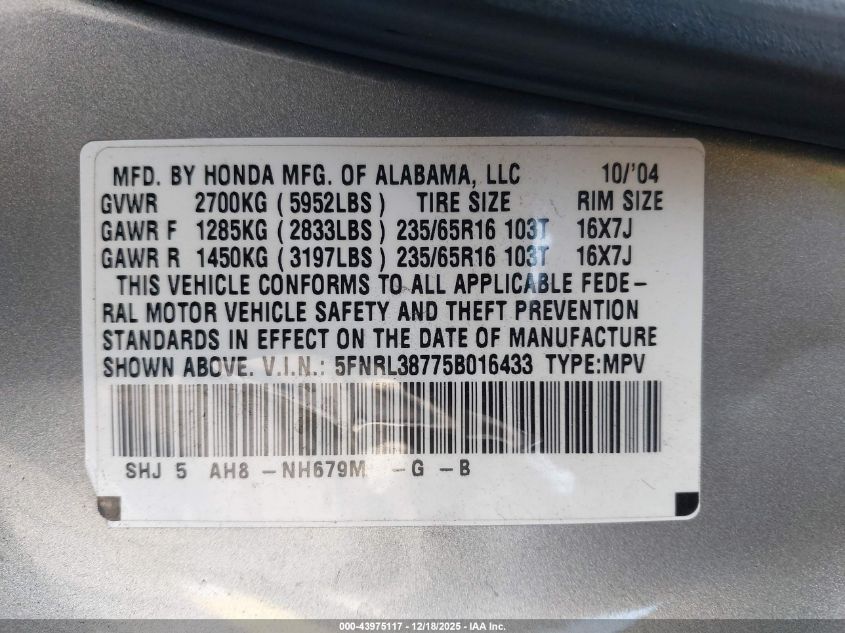 MFD. BY HONDA MFG. OF ALABAMA, LLC 10/'04
GVWR 2700KG (5952LBS) TIRE SIZE RIM SIZE
GAWR F 1285KG (2833LBS) 235/65R16 103T 16X7J
GAWR R 1450KG (3197LBS) 235/65R16 103T 16X7J
THIS VEHICLE CONFORMS TO ALL APPLICABLE FEDE-
RAL MOTOR VEHICLE SAFETY AND THEFT PREVENTION
STANDARDS IN EFFECT ON THE DATE OF MANUFACTURE
SHOWN ABOVE. V.I.N.: 5FNRL38775B016433 TYPE:MPV
SHJ 5 AH8 -NH679M -G -B
000-43975117 - 12/18/2025 - IAA Inc.